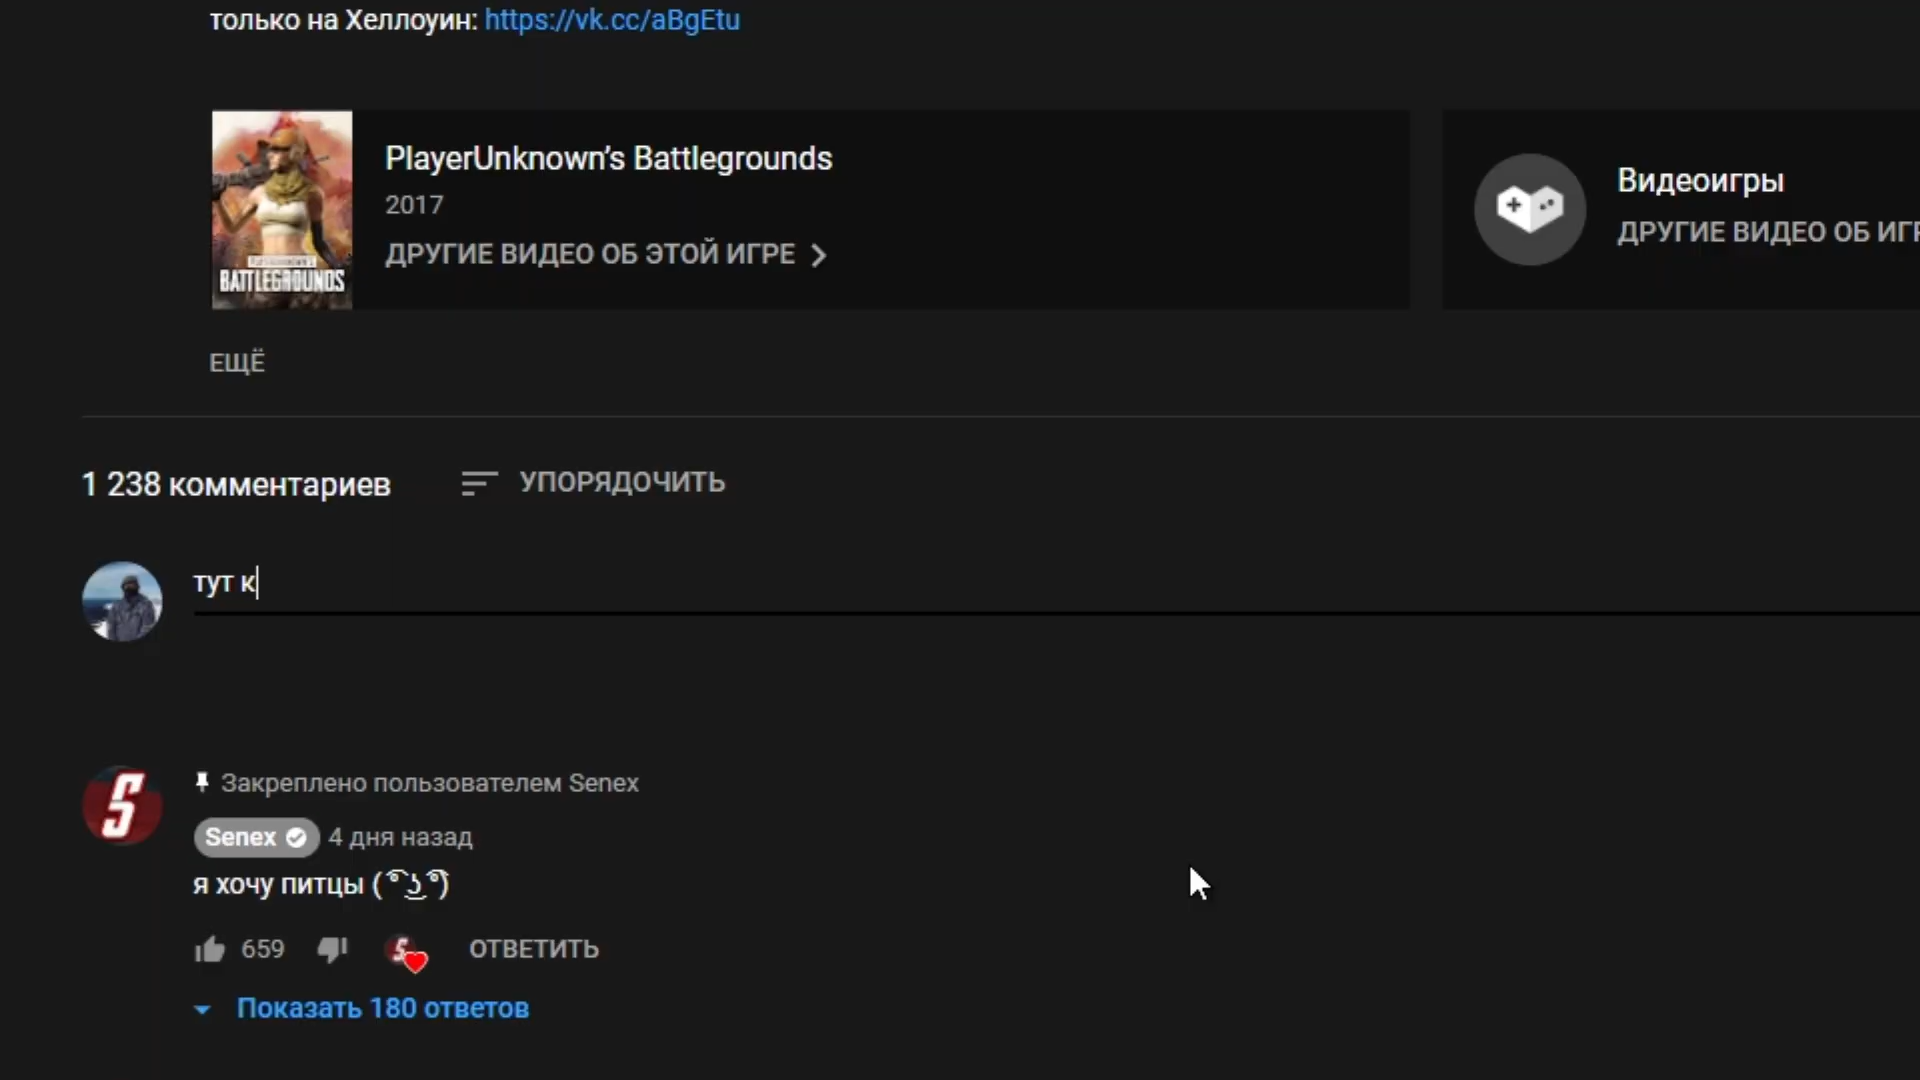 только на Хеллоуин: https://vk.cc/aBgEtu
PlayerUnknown’s Battlegrounds
2017
ДРУГИЕ ВИДЕО ОБ ЭТОЙ ИГРЕ
BATTLEGROUNDS
Видеоигры
ДРУГИЕ ВИДЕО ОБ ИГР
ЕЩЁ
1 238 комментариев
УПОРЯДОЧИТЬ
тут к
Закреплено пользователем Senex
Senex 4 дня назад
я хочу питцы ( ͡° ͜ʖ ͡°)
659 ОТВЕТИТЬ
Показать 180 ответов